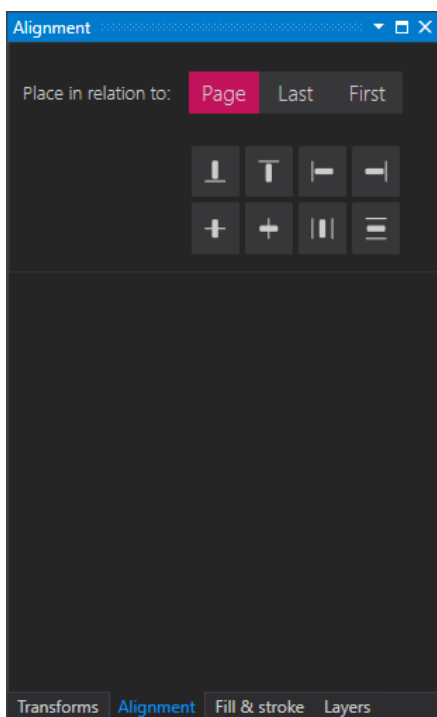 Alignment
Place in relation to: Page Last First
Transforms Alignment Fill & stroke Layers